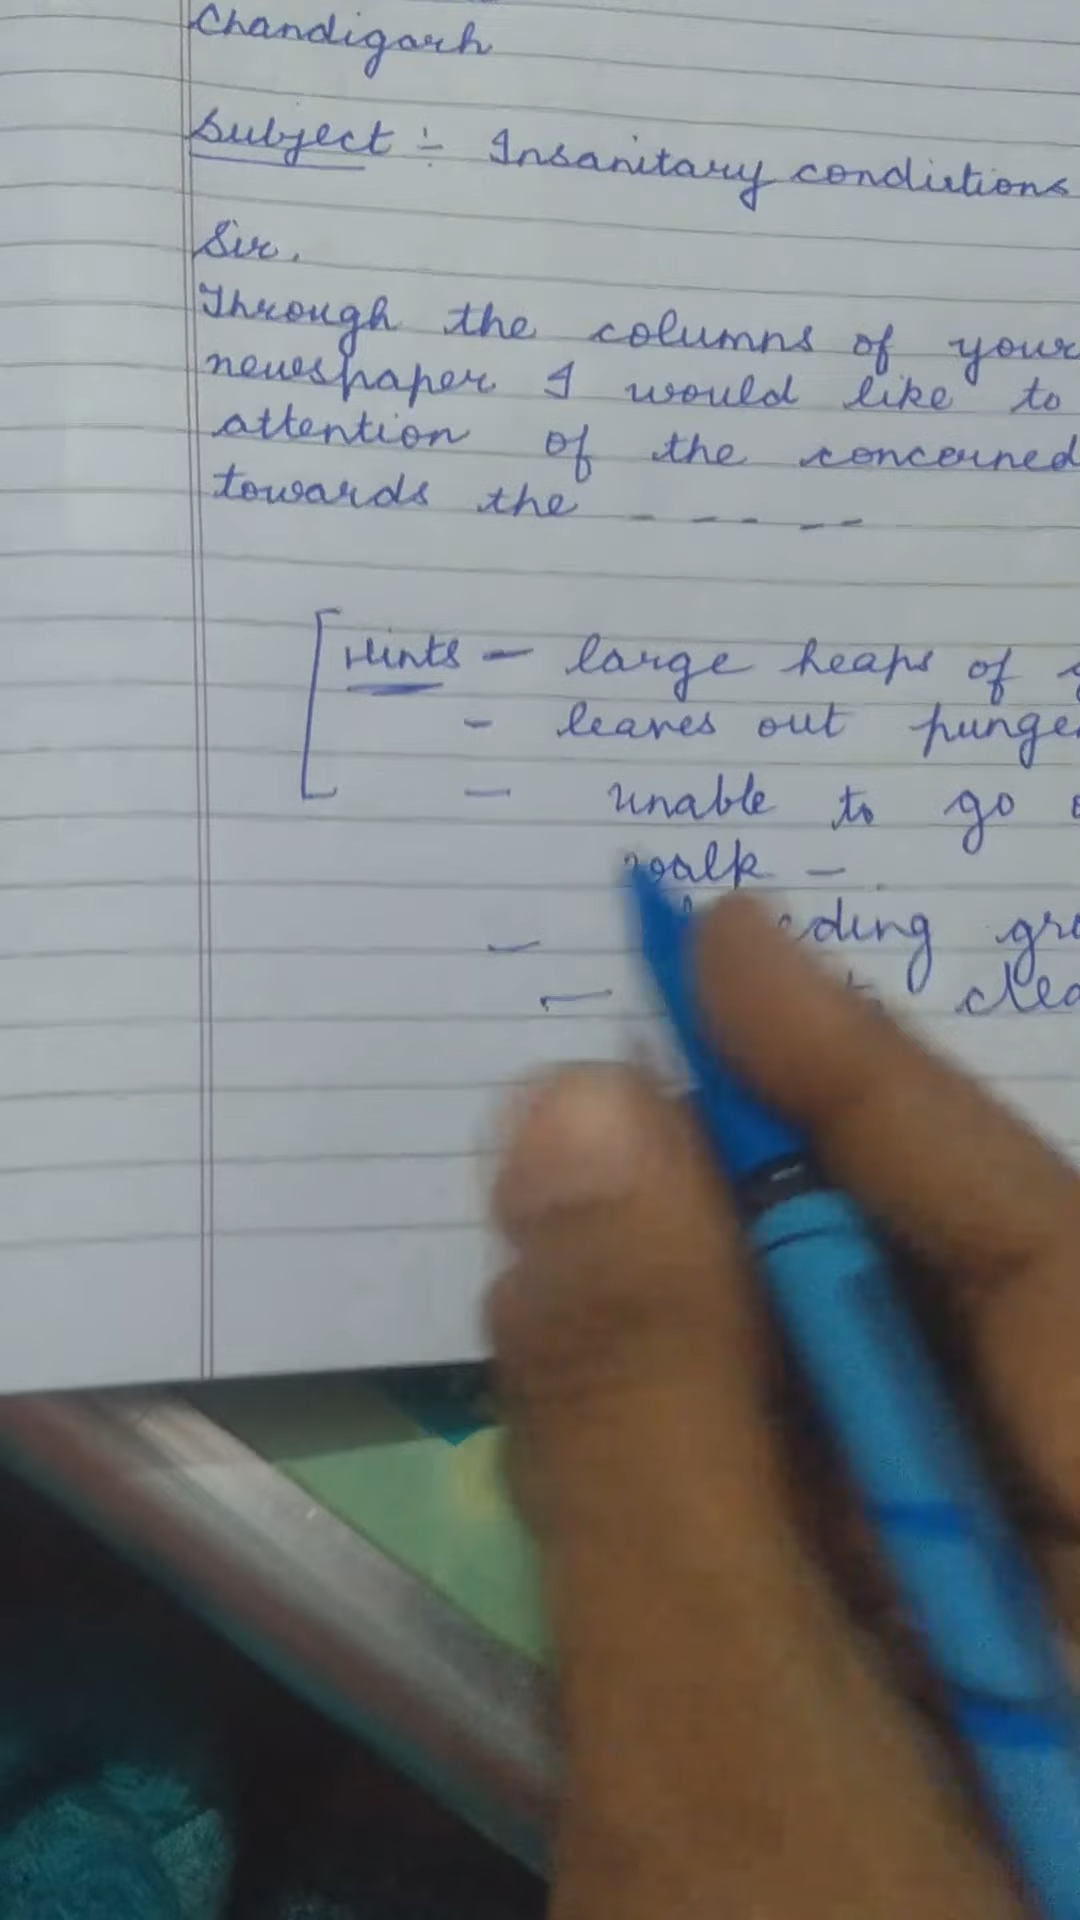 Chandigarh
Subject :- Insanitary conditions
Sir.
Through the columns of your
newspaper I would like to
attention of the concerned
towards the - - - - -
Hints - large heaps of
- leaves out
- unable to go
walk -
-
- clea